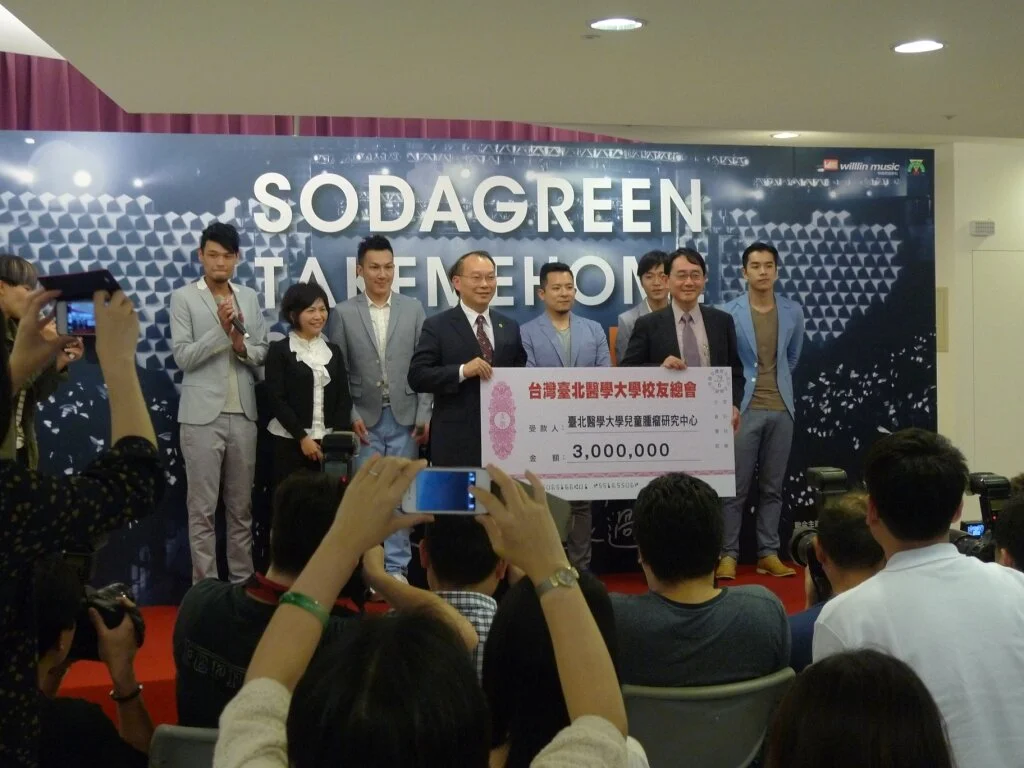 willlin music
SODAGREEN
TAKE ME HOME
台灣臺北醫學大學校友總會
受款人：臺北醫學大學兒童腫瘤研究中心
金額：3,000,000
過